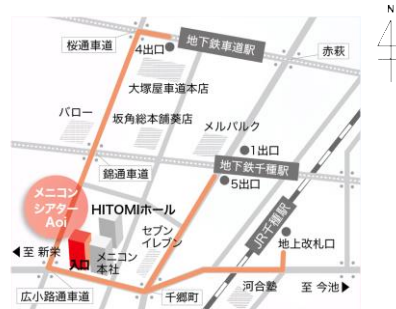 N
桜通車道
4出口
地下鉄車道駅
赤萩
大塚屋車道本店
バロー
坂角総本舗葵店
メルパルク
1出口
地下鉄千種駅
5出口
錦通車道
メニコン
シアター
Aoi
HITOMIホール
JR千種駅
地上改札口
セブン
イレブン
◀至 新栄
入口
メニコン
本社
広小路通車道
千郷町
河合塾
至 今池▶